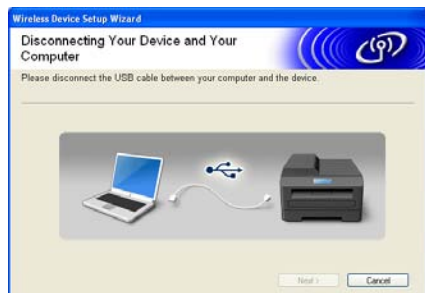 Wireless Device Setup Wizard
Disconnecting Your Device and Your
Computer
Please disconnect the USB cable between your computer and the device.
Next >
Cancel